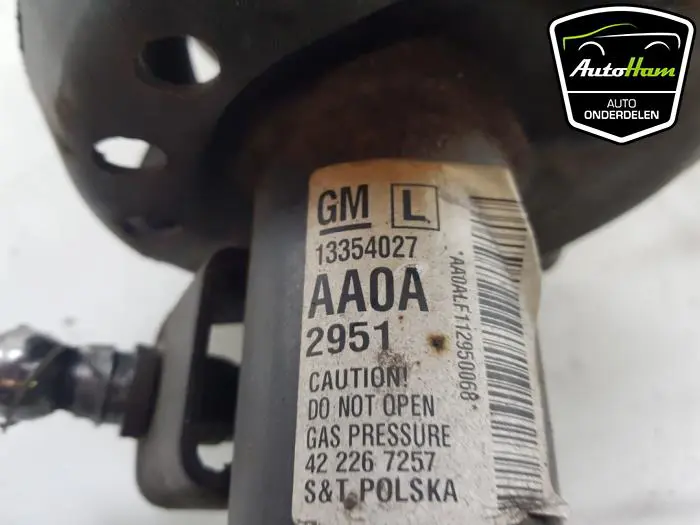 AutoHam
AUTO
ONDERDELEN
GM L
13354027
AA0A
2951
CAUTION!
DO NOT OPEN
GAS PRESSURE
42 226 7257
S&T POLSKA
*AA0ALF112950068*